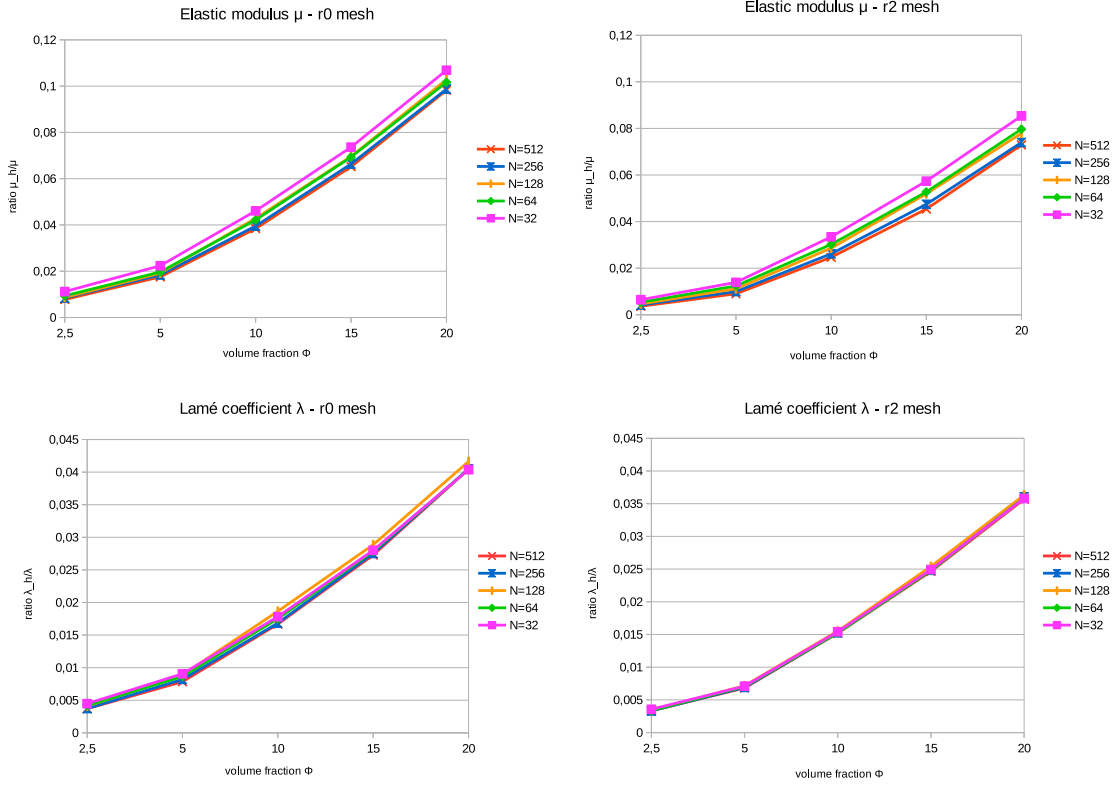 Elastic modulus μ - r0 mesh
0,12
0,1
0,08
0,06
0,04
0,02
0
ratio μ_h/μ
2,5 5 10 15 20
volume fraction Φ
N=512
N=256
N=128
N=64
N=32
Elastic modulus μ - r2 mesh
0,12
0,1
0,08
0,06
0,04
0,02
0
ratio μ_h/μ
2,5 5 10 15 20
volume fraction Φ
N=512
N=256
N=128
N=64
N=32
Lamé coefficient λ - r0 mesh
0,045
0,04
0,035
0,03
0,025
0,02
0,015
0,01
0,005
0
ratio λ_h/λ
2,5 5 10 15 20
volume fraction Φ
N=512
N=256
N=128
N=64
N=32
Lamé coefficient λ - r2 mesh
0,045
0,04
0,035
0,03
0,025
0,02
0,015
0,01
0,005
0
ratio λ_h/λ
2,5 5 10 15 20
volume fraction Φ
N=512
N=256
N=128
N=64
N=32